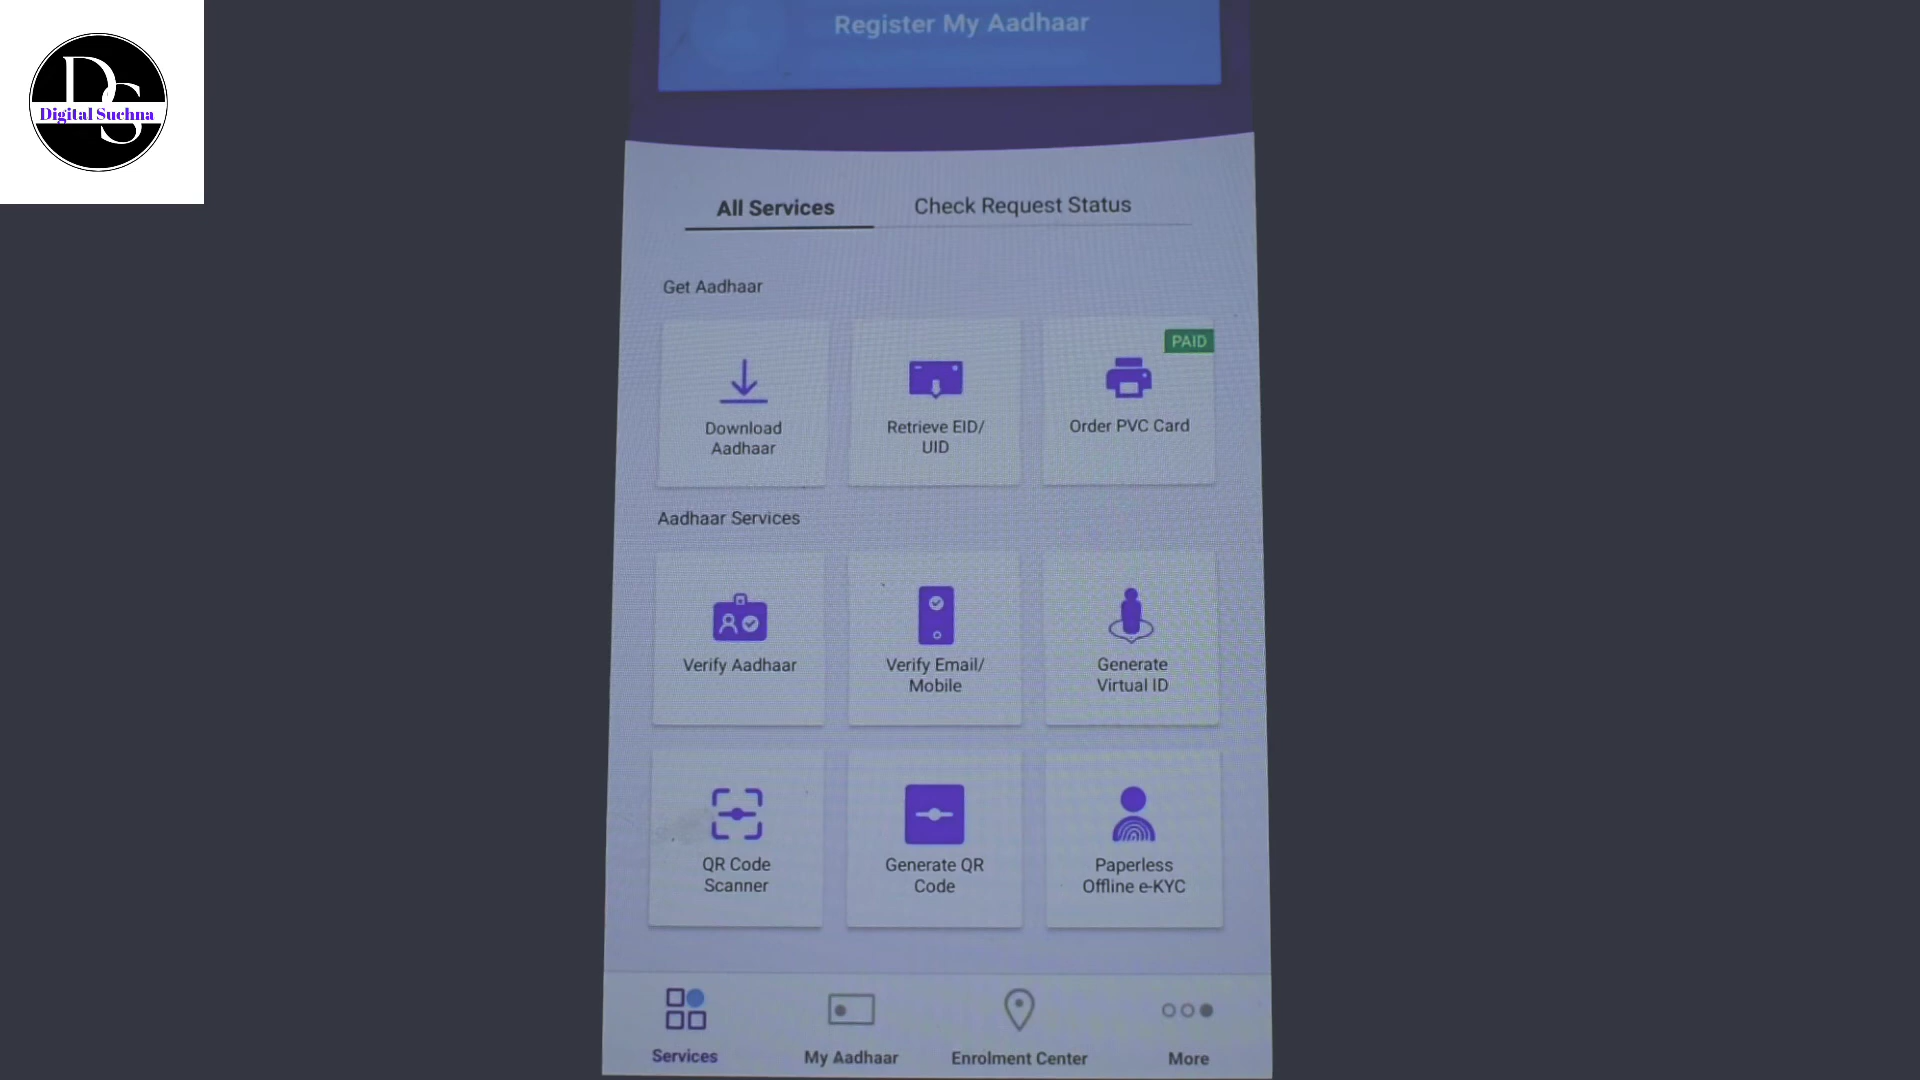 DS
Digital Suchna
Register My Aadhaar
All Services
Check Request Status
Get Aadhaar
PAID
Download
Aadhaar
Retrieve EID/
UID
Order PVC Card
Aadhaar Services
Verify Aadhaar
Verify Email/
Mobile
Generate
Virtual ID
QR Code
Scanner
Generate QR
Code
Paperless
Offline e-KYC
Services
My Aadhaar
Enrolment Center
More